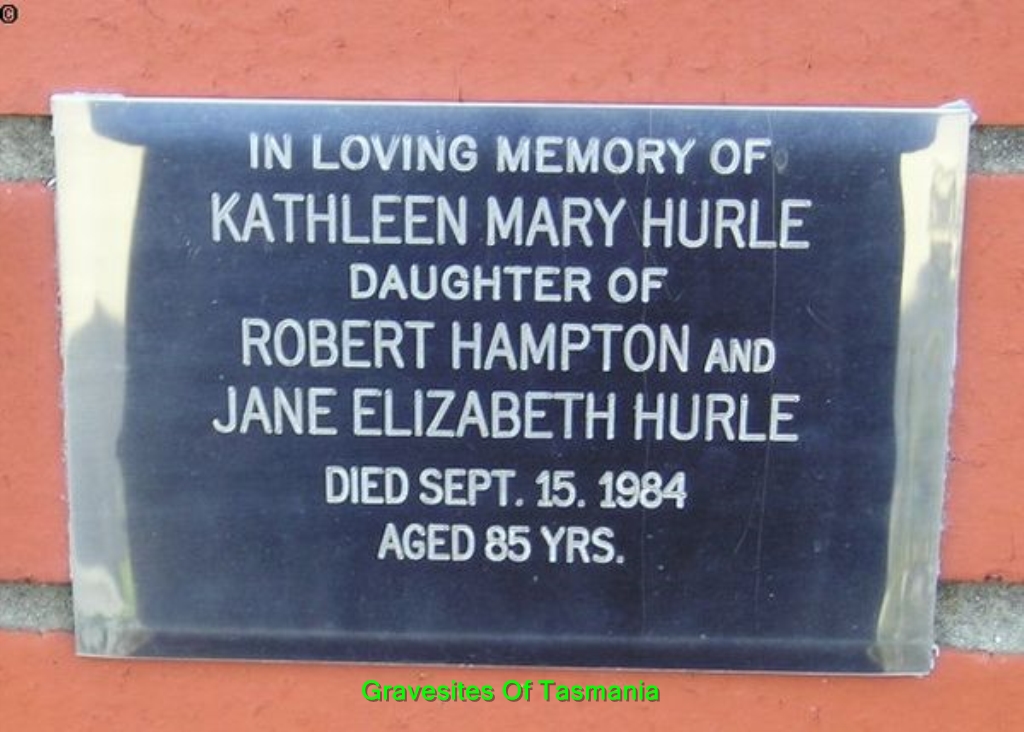 ©
IN LOVING MEMORY OF
KATHLEEN MARY HURLE
DAUGHTER OF
ROBERT HAMPTON AND
JANE ELIZABETH HURLE
DIED SEPT. 15. 1984
AGED 85 YRS.
Gravesites Of Tasmania